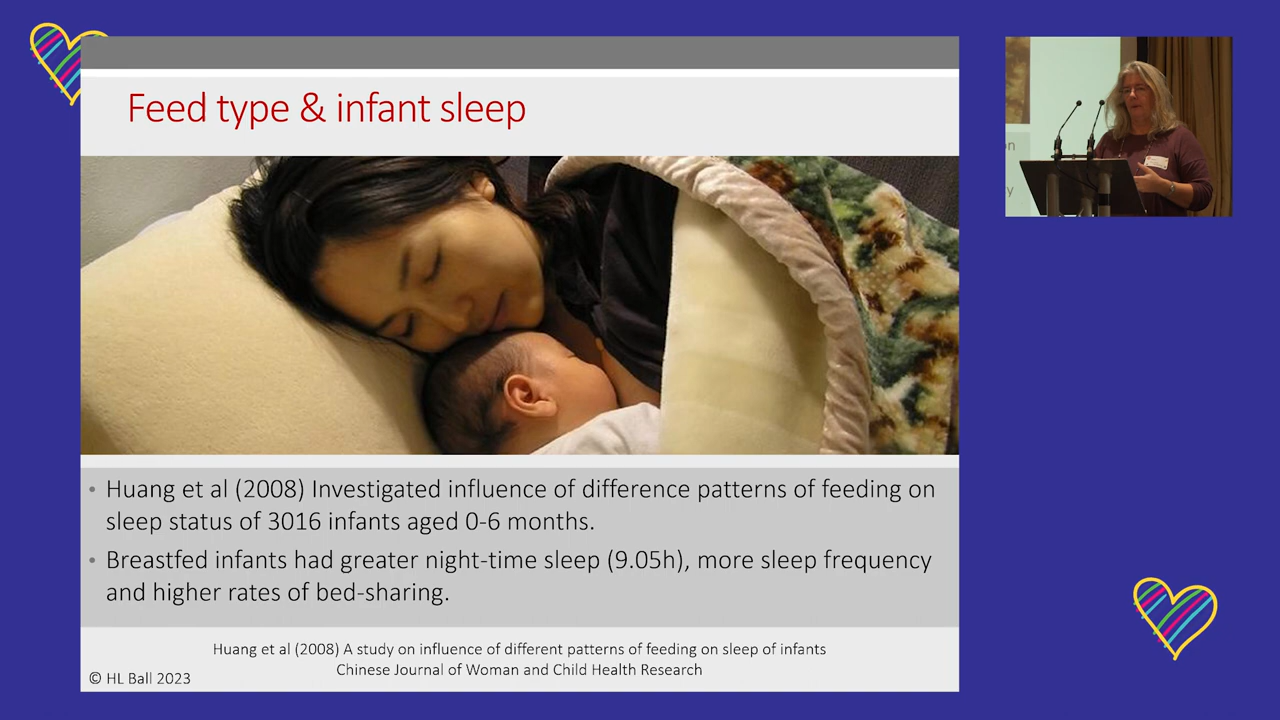 Feed type & infant sleep
• Huang et al (2008) Investigated influence of difference patterns of feeding on
sleep status of 3016 infants aged 0-6 months.
• Breastfed infants had greater night-time sleep (9.05h), more sleep frequency
and higher rates of bed-sharing.
Huang et al (2008) A study on influence of different patterns of feeding on sleep of infants
Chinese Journal of Woman and Child Health Research
© HL Ball 2023